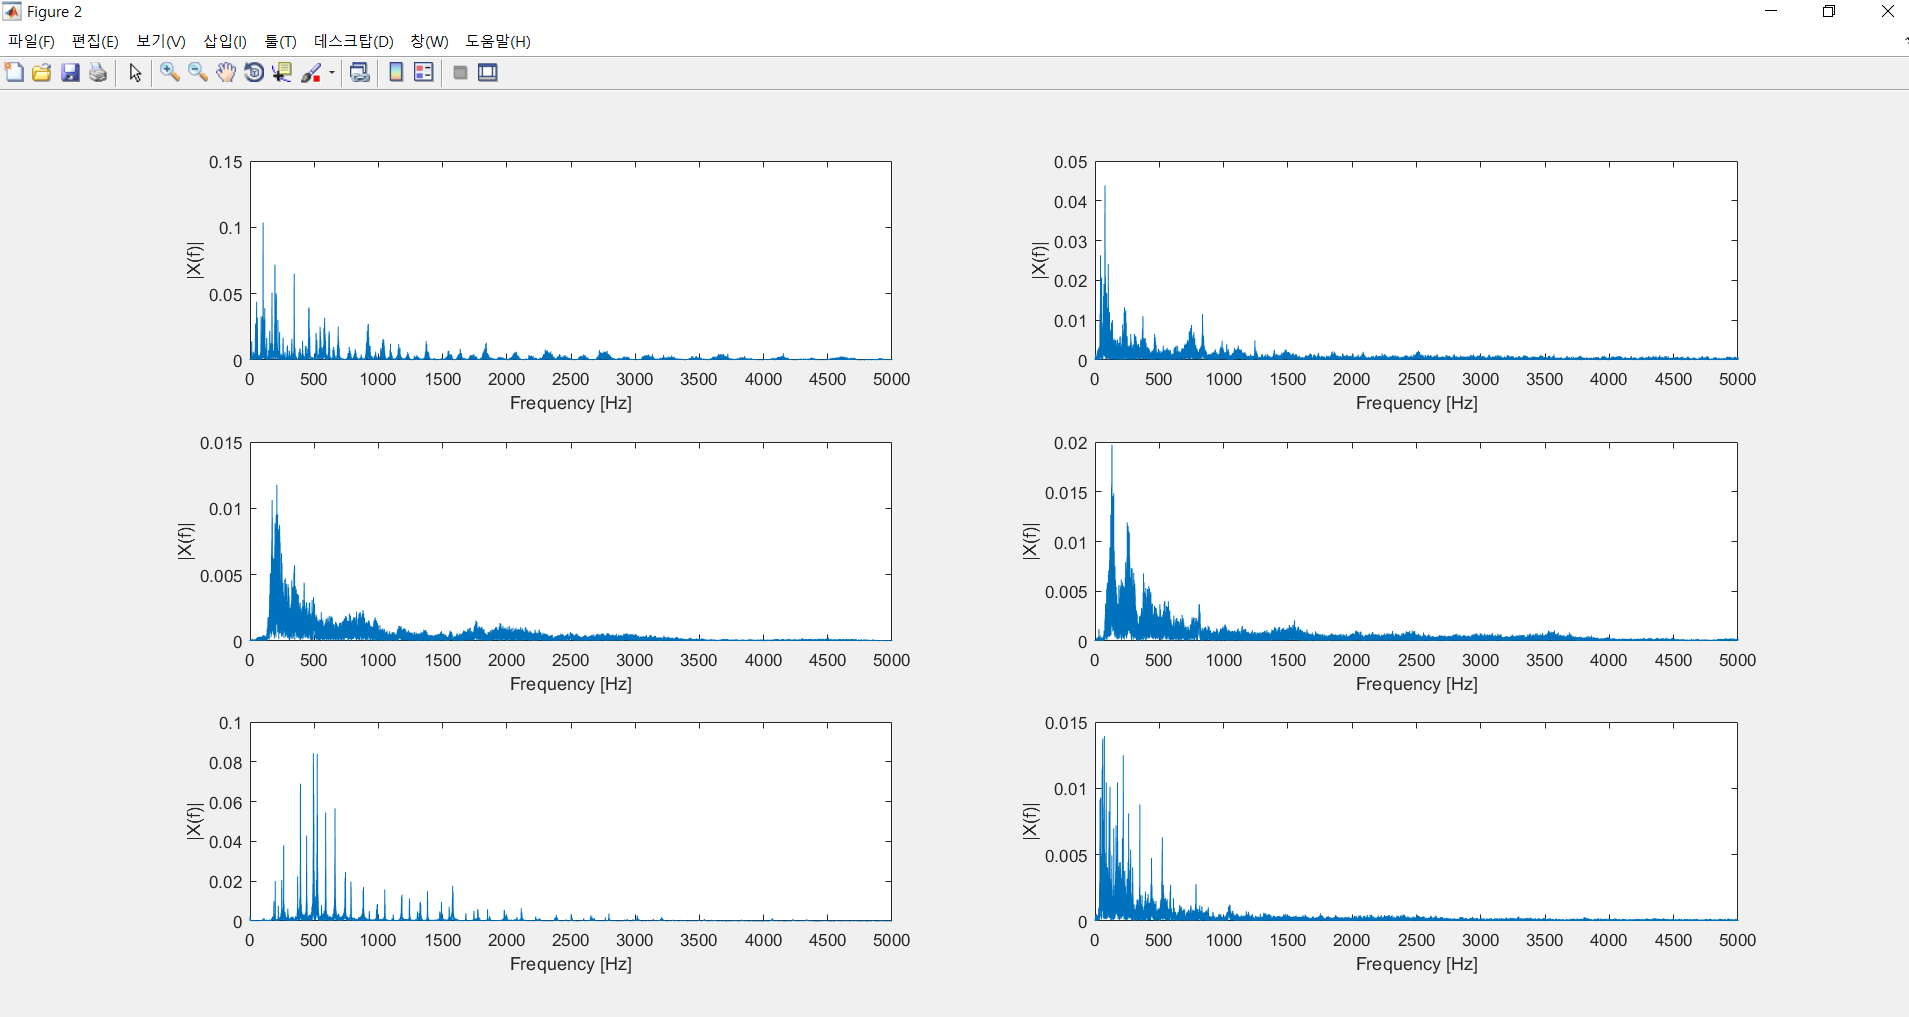 Figure 2
파일(F) 편집(E) 보기(V) 삽입(I) 툴(T) 데스크탑(D) 창(W) 도움말(H)
0.15
0.1
0.05
0
|X(f)|
0 500 1000 1500 2000 2500 3000 3500 4000 4500 5000
Frequency [Hz]
0.05
0.04
0.03
0.02
0.01
0
|X(f)|
0 500 1000 1500 2000 2500 3000 3500 4000 4500 5000
Frequency [Hz]
0.015
0.01
0.005
0
|X(f)|
0 500 1000 1500 2000 2500 3000 3500 4000 4500 5000
Frequency [Hz]
0.02
0.015
0.01
0.005
0
|X(f)|
0 500 1000 1500 2000 2500 3000 3500 4000 4500 5000
Frequency [Hz]
0.1
0.08
0.06
0.04
0.02
0
|X(f)|
0 500 1000 1500 2000 2500 3000 3500 4000 4500 5000
Frequency [Hz]
0.015
0.01
0.005
0
|X(f)|
0 500 1000 1500 2000 2500 3000 3500 4000 4500 5000
Frequency [Hz]